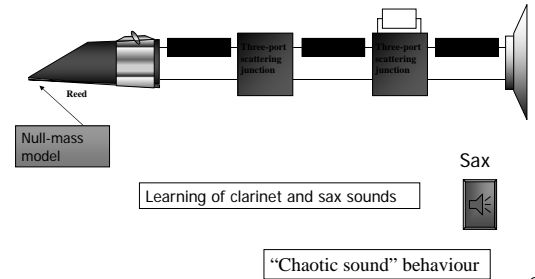 Three-port
scattering
junction
Three-port
scattering
junction
Reed
Null-mass
model
Sax
Learning of clarinet and sax sounds
“Chaotic sound” behaviour